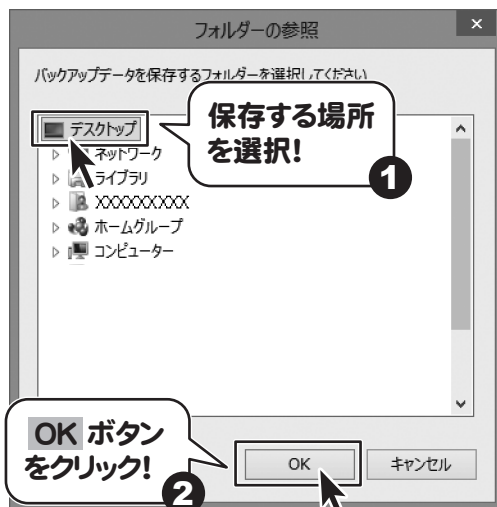 フォルダーの参照
×
バックアップデータを保存するフォルダーを選択してください
デスクトップ
保存する場所
を選択!
1
ネットワーク
ライブラリ
XXXXXXXXX
ホームグループ
コンピューター
OK ボタン
をクリック!
2
OK
キャンセル